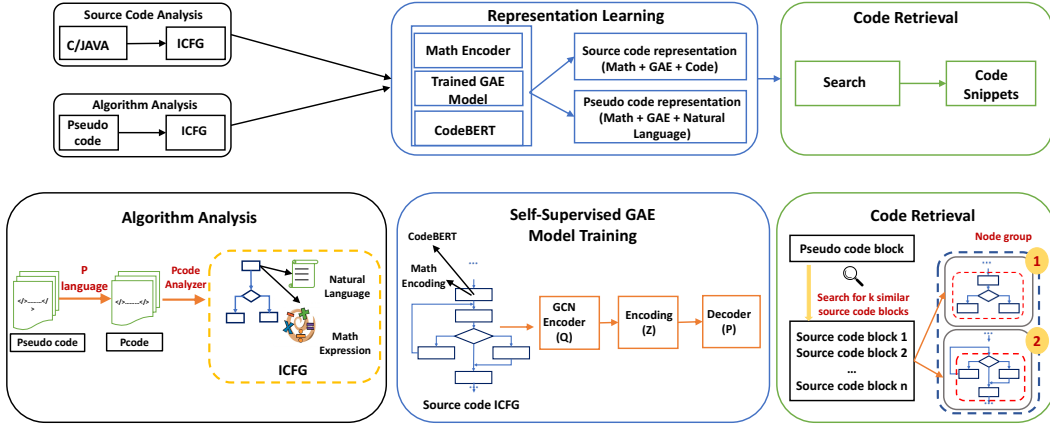 Source Code Analysis
C/JAVA
ICFG
Algorithm Analysis
Pseudo
code
ICFG
Representation Learning
Math Encoder
Trained GAE
Model
CodeBERT
Source code representation
(Math + GAE + Code)
Pseudo code representation
(Math + GAE + Natural
Language)
Code Retrieval
Search
Code
Snippets
Algorithm Analysis
</>......</
>
Pseudo code
P
language
</>......</>
Pcode
Pcode
Analyzer
Natural
Language
Math
Expression
ICFG
Self-Supervised GAE
Model Training
CodeBERT
Math
Encoding
...
...
Source code ICFG
GCN
Encoder
(Q)
Encoding
(Z)
Decoder
(P)
Code Retrieval
Pseudo code block
Search for k similar
source code blocks
Source code block 1
Source code block 2
...
Source code block n
Node group
1
...
...
2
...
...